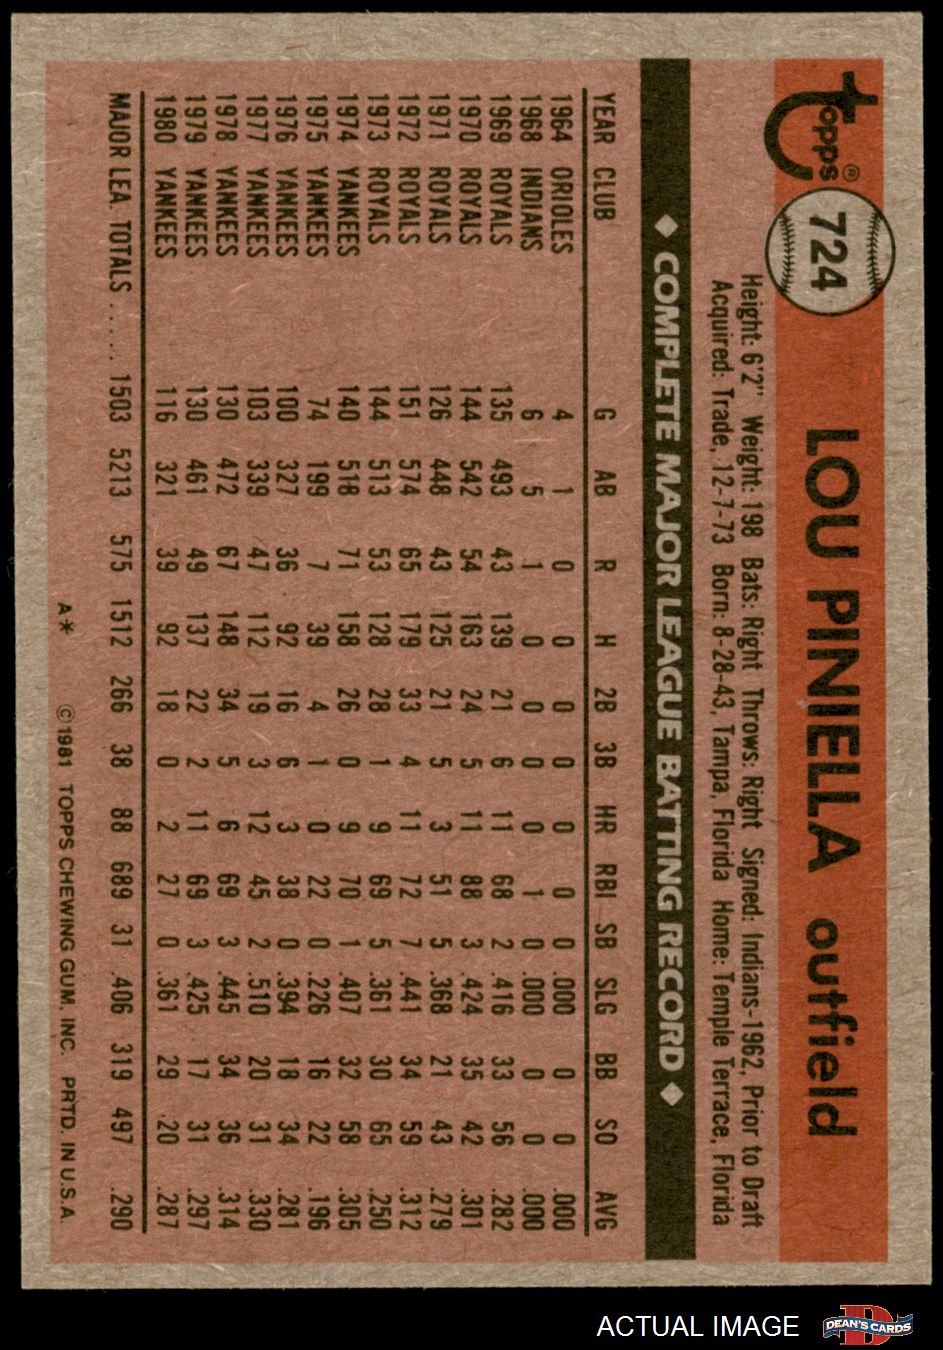 Topps®
724
LOU PINIELLA outfield
Height: 6'2" Weight: 198 Bats: Right Throws: Right Signed: Indians-1962, Prior to Draft
Acquired: Trade, 12-7-73 Born: 8-28-43, Tampa, Florida Home: Temple Terrace, Florida
◆ COMPLETE MAJOR LEAGUE BATTING RECORD ◆
YEAR CLUB G AB R H 2B 3B HR RBI SB SLG BB SO AVG
1964 ORIOLES 4 1 0 0 0 0 0 0 0 .000 0 0 .000
1968 INDIANS 6 5 1 0 0 0 0 1 0 .000 0 0 .000
1969 ROYALS 135 493 43 139 21 6 11 68 2 .416 33 56 .282
1970 ROYALS 144 542 54 163 24 5 11 88 3 .424 35 42 .301
1971 ROYALS 126 448 43 125 21 5 3 51 5 .368 21 43 .279
1972 ROYALS 151 574 65 179 33 4 11 72 7 .441 34 59 .312
1973 ROYALS 144 513 53 128 28 1 9 69 5 .361 30 65 .250
1974 YANKEES 140 518 71 158 26 0 9 70 1 .407 32 58 .305
1975 YANKEES 74 199 7 39 4 1 0 22 0 .226 16 22 .196
1976 YANKEES 100 327 36 92 16 6 3 38 0 .394 18 34 .281
1977 YANKEES 103 339 47 112 19 3 12 45 2 .510 20 31 .330
1978 YANKEES 130 472 67 148 34 5 6 69 3 .445 34 36 .314
1979 YANKEES 130 461 49 137 22 2 11 69 3 .425 17 31 .297
1980 YANKEES 116 321 39 92 18 0 2 27 0 .361 29 20 .287
MAJOR LEA. TOTALS ..... 1503 5213 575 1512 266 38 88 689 31 .406 319 497 .290
A* ©1981 TOPPS CHEWING GUM, INC. PRTD. IN U.S.A.
ACTUAL IMAGE DEAN'S CARDS